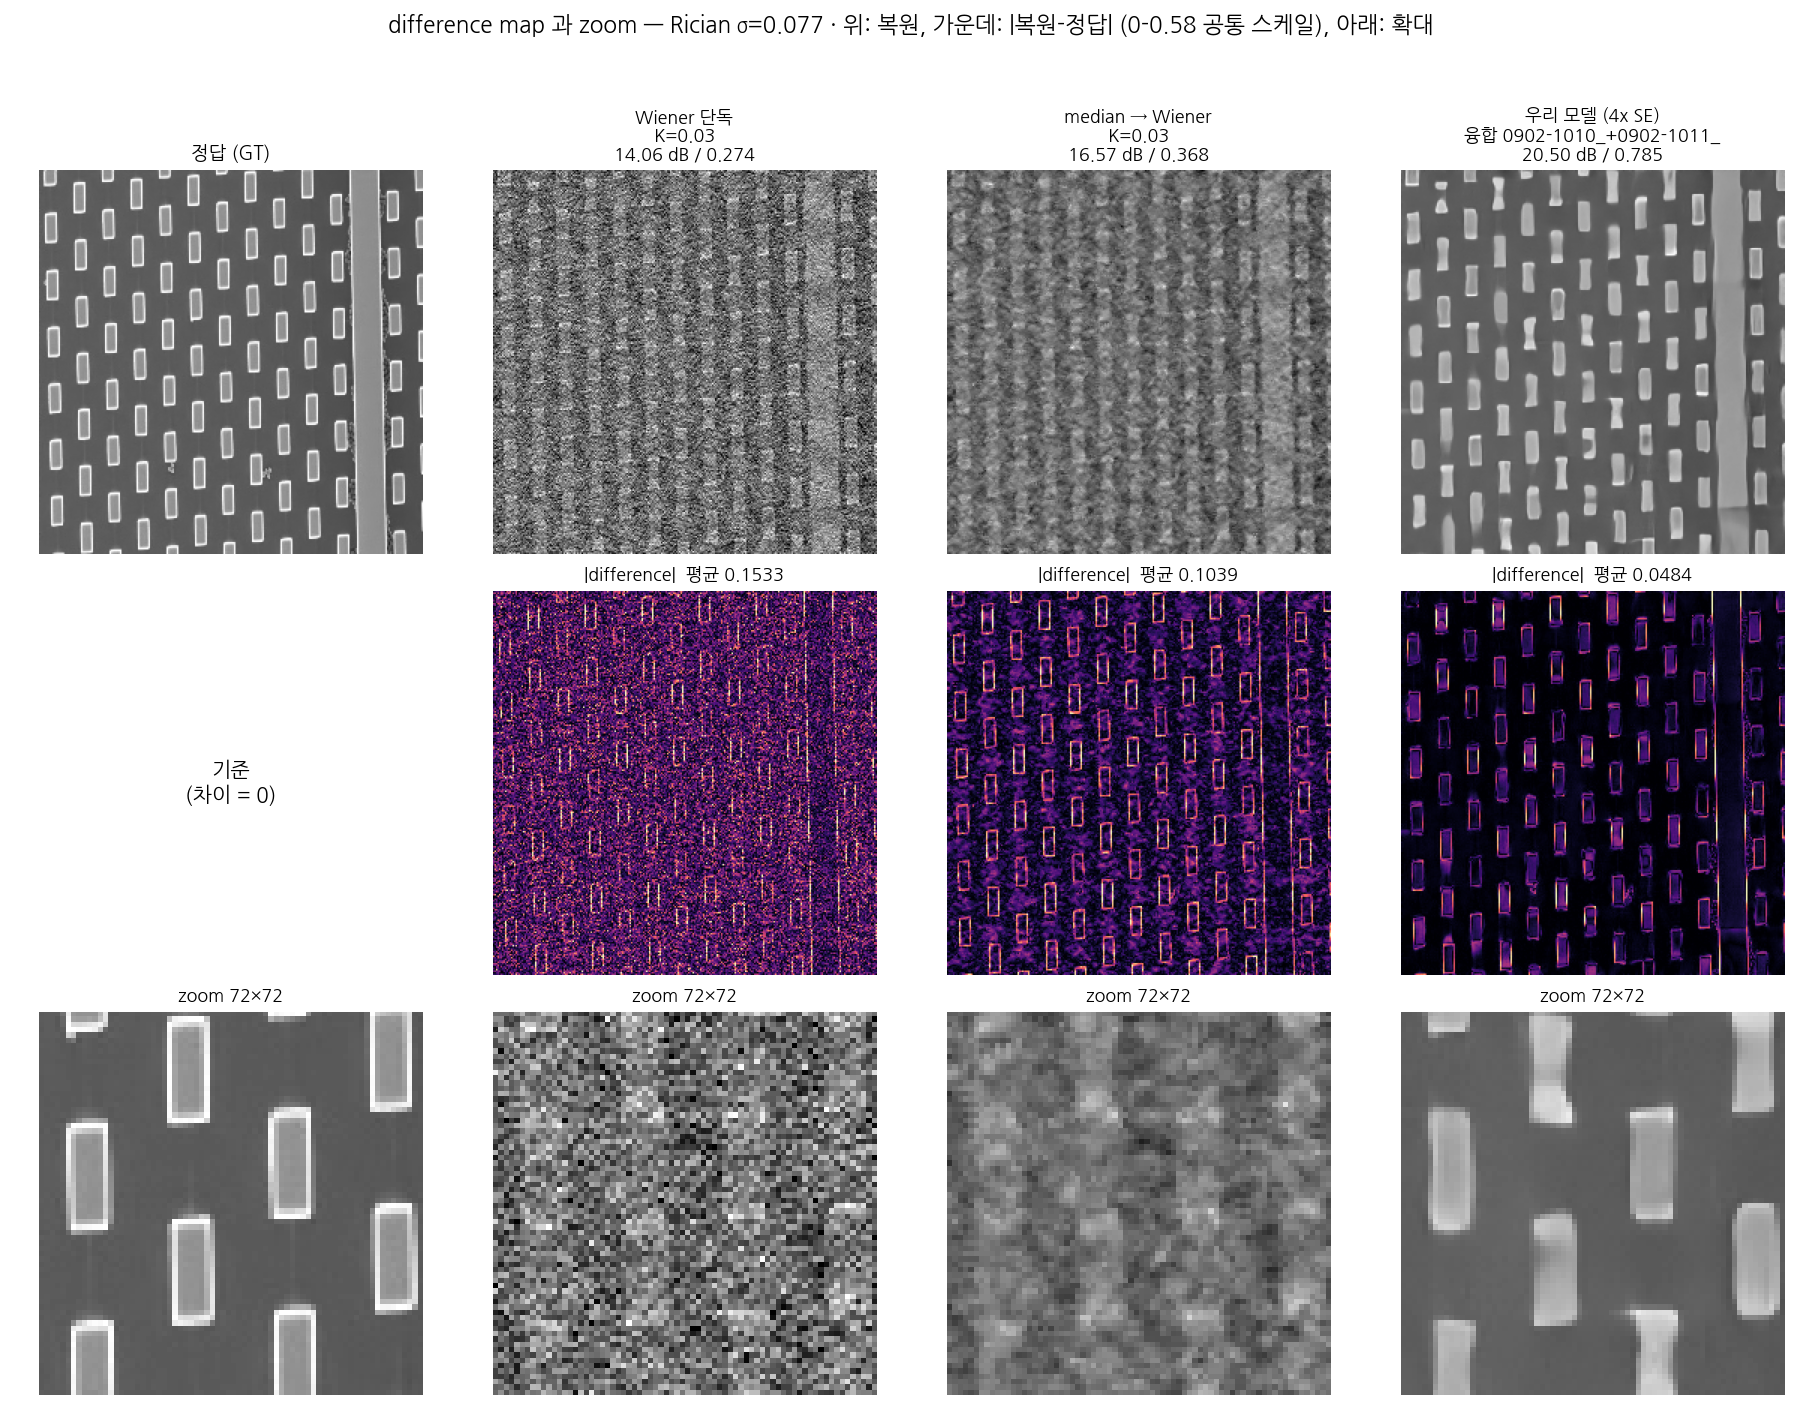 difference map 과 zoom — Rician σ=0.077 · 위: 복원, 가운데: |복원-정답| (0-0.58 공통 스케일), 아래: 확대
정답 (GT)
Wiener 단독
K=0.03
14.06 dB / 0.274
median → Wiener
K=0.03
16.57 dB / 0.368
우리 모델 (4x SE)
융합 0902-1010_+0902-1011_
20.50 dB / 0.785
기준
(차이 = 0)
|difference| 평균 0.1533
|difference| 평균 0.1039
|difference| 평균 0.0484
zoom 72×72
zoom 72×72
zoom 72×72
zoom 72×72